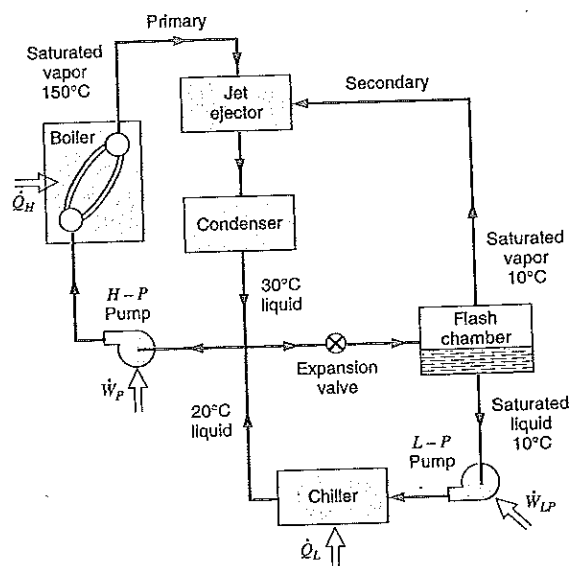 Primary
Saturated
vapor
150°C
Secondary
Jet
ejector
Boiler
Q̇H
Condenser
Saturated
vapor
10°C
30°C
liquid
H – P
Pump
Flash
chamber
Expansion
valve
ẆP
20°C
liquid
Saturated
liquid
10°C
L – P
Pump
Chiller
ẆLP
Q̇L